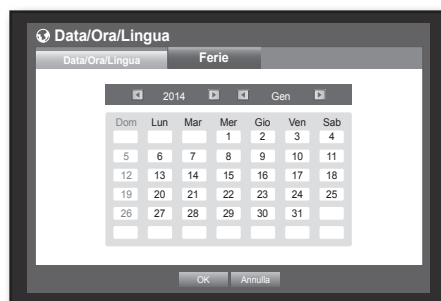 Data/Ora/Lingua
Data/Ora/Lingua Ferie
2014 Gen
Dom Lun Mar Mer Gio Ven Sab
1 2 3 4
5 6 7 8 9 10 11
12 13 14 15 16 17 18
19 20 21 22 23 24 25
26 27 28 29 30 31
OK Annulla